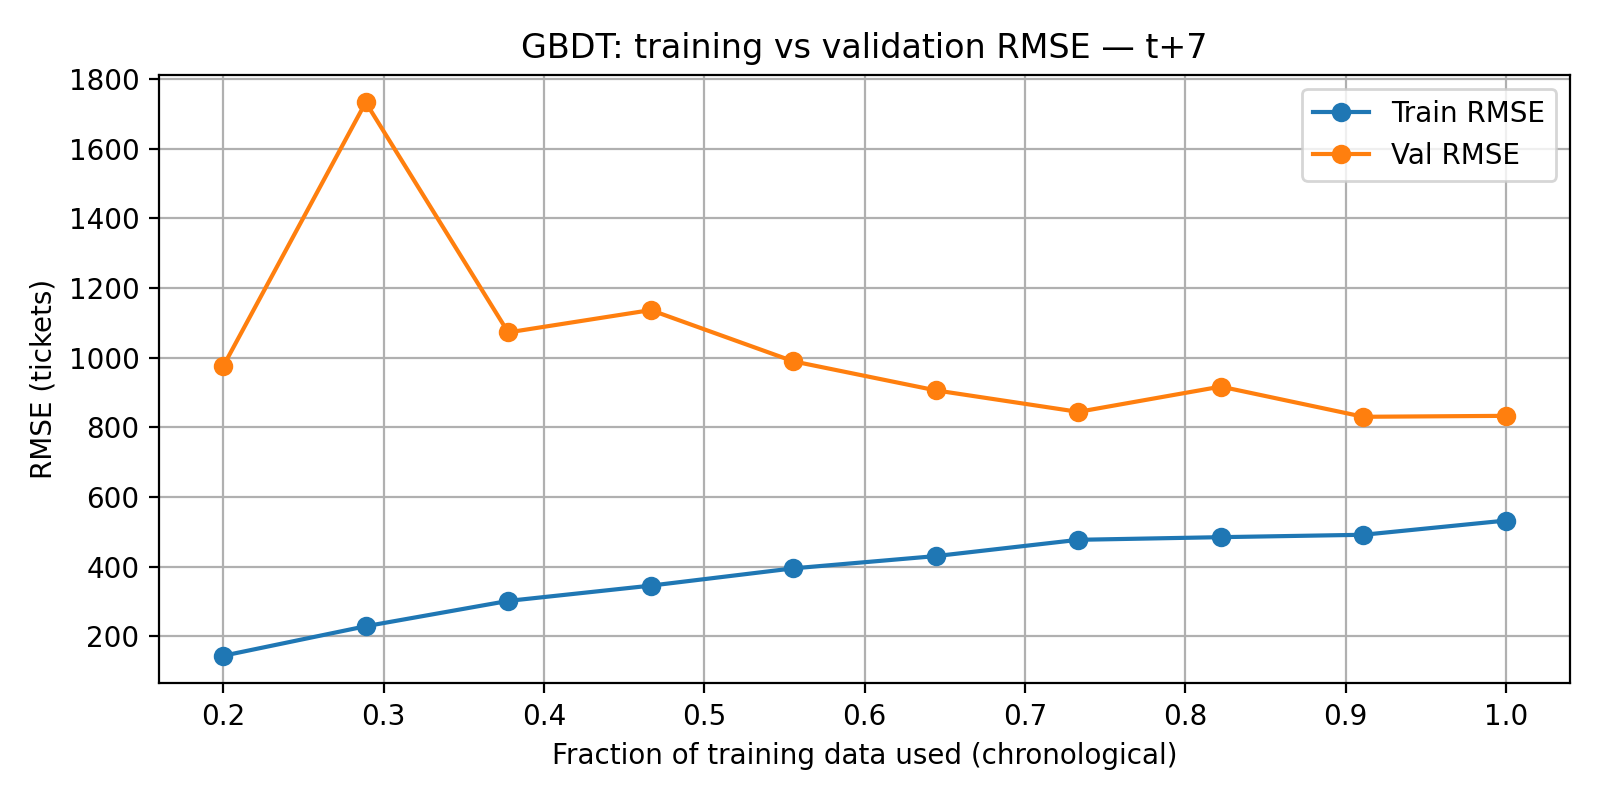 GBDT: training vs validation RMSE — t+7
1800
1600
1400
1200
1000
800
600
400
200
RMSE (tickets)
Train RMSE
Val RMSE
0.2 0.3 0.4 0.5 0.6 0.7 0.8 0.9 1.0
Fraction of training data used (chronological)